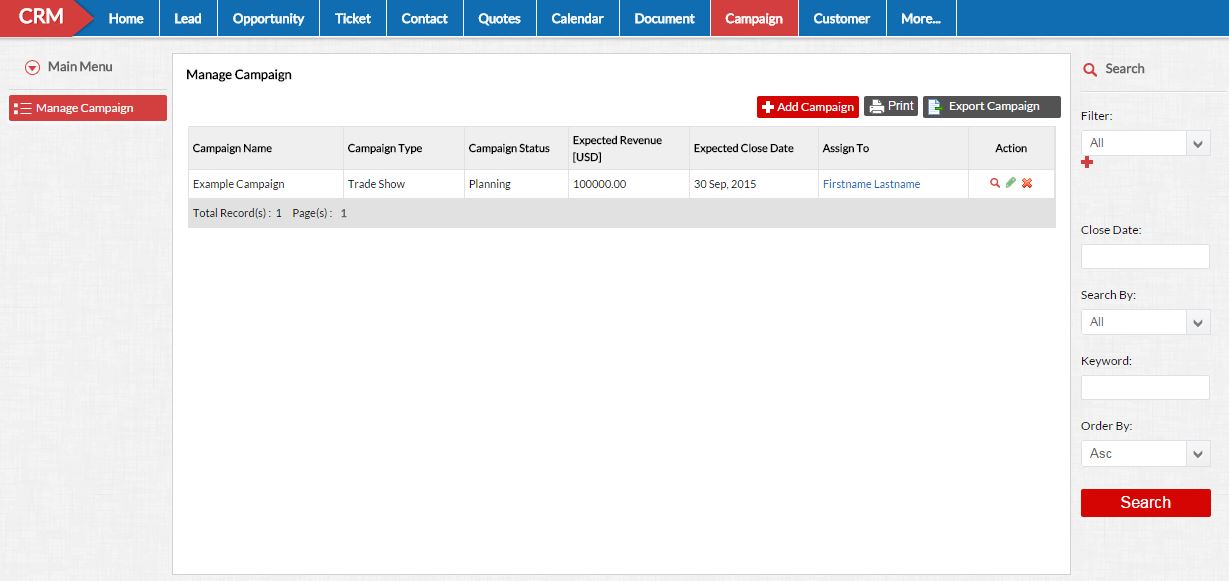 CRM Home Lead Opportunity Ticket Contact Quotes Calendar Document Campaign Customer More...
Main Menu
Manage Campaign
Manage Campaign
Add Campaign Print Export Campaign
Campaign Name Campaign Type Campaign Status Expected Revenue [USD] Expected Close Date Assign To Action
Example Campaign Trade Show Planning 100000.00 30 Sep, 2015 Firstname Lastname
Total Record(s) : 1 Page(s) : 1
Search
Filter:
All
Close Date:
Search By:
All
Keyword:
Order By:
Asc
Search